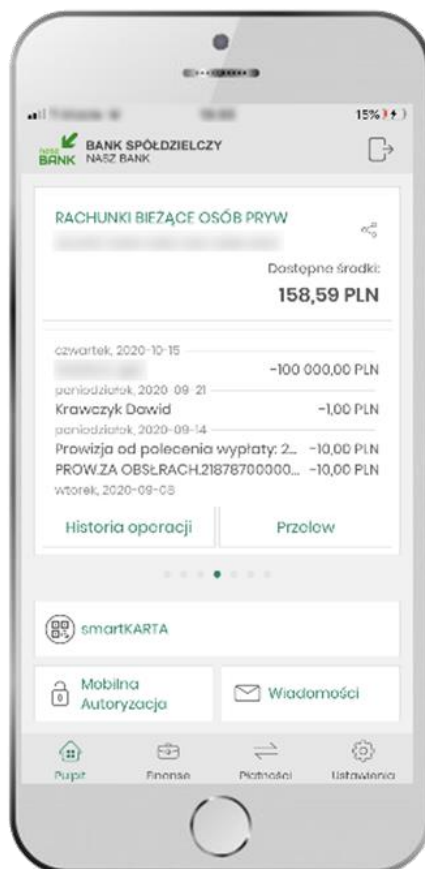 15%
nasz BANK
BANK SPÓŁDZIELCZY
NASZ BANK
RACHUNKI BIEŻĄCE OSÓB PRYW
Dostępne środki:
158,59 PLN
czwartek, 2020-10-15
-100 000,00 PLN
poniedziałek, 2020-09-21
Krawczyk Dawid -1,00 PLN
poniedziałek, 2020-09-14
Prowizja od polecenia wypłaty: 2... -10,00 PLN
PROW.ZA OBSŁ.RACH.21878700000... -10,00 PLN
wtorek, 2020-09-08
Historia operacji Przelew
smartKARTA
Mobilna Autoryzacja
Wiadomości
Pulpit Finanse Płatności Ustawienia